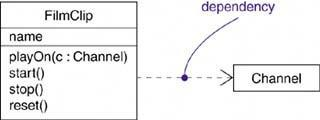 dependency
FilmClip
name
playOn(c : Channel)
start()
stop()
reset()
Channel